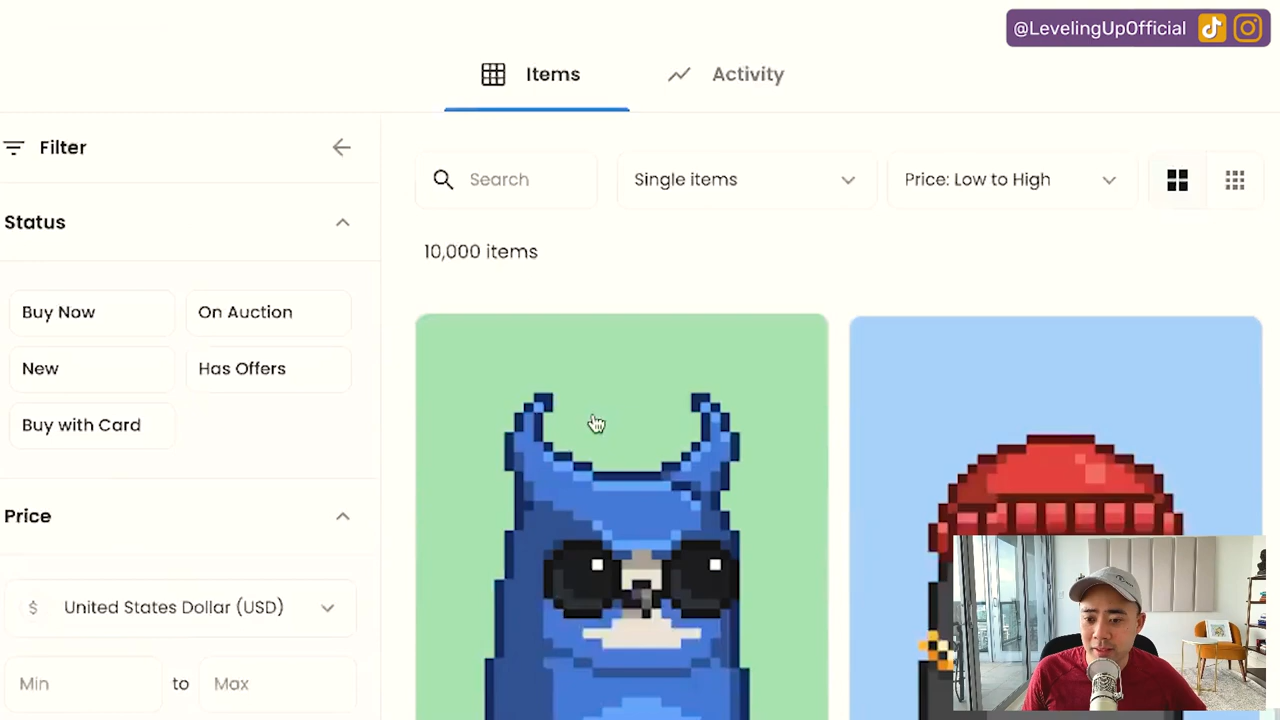 @LevelingUpOfficial
Items
Activity
Filter
Search
Single items
Price: Low to High
Status
10,000 items
Buy Now
On Auction
New
Has Offers
Buy with Card
Price
$ United States Dollar (USD)
Min to Max